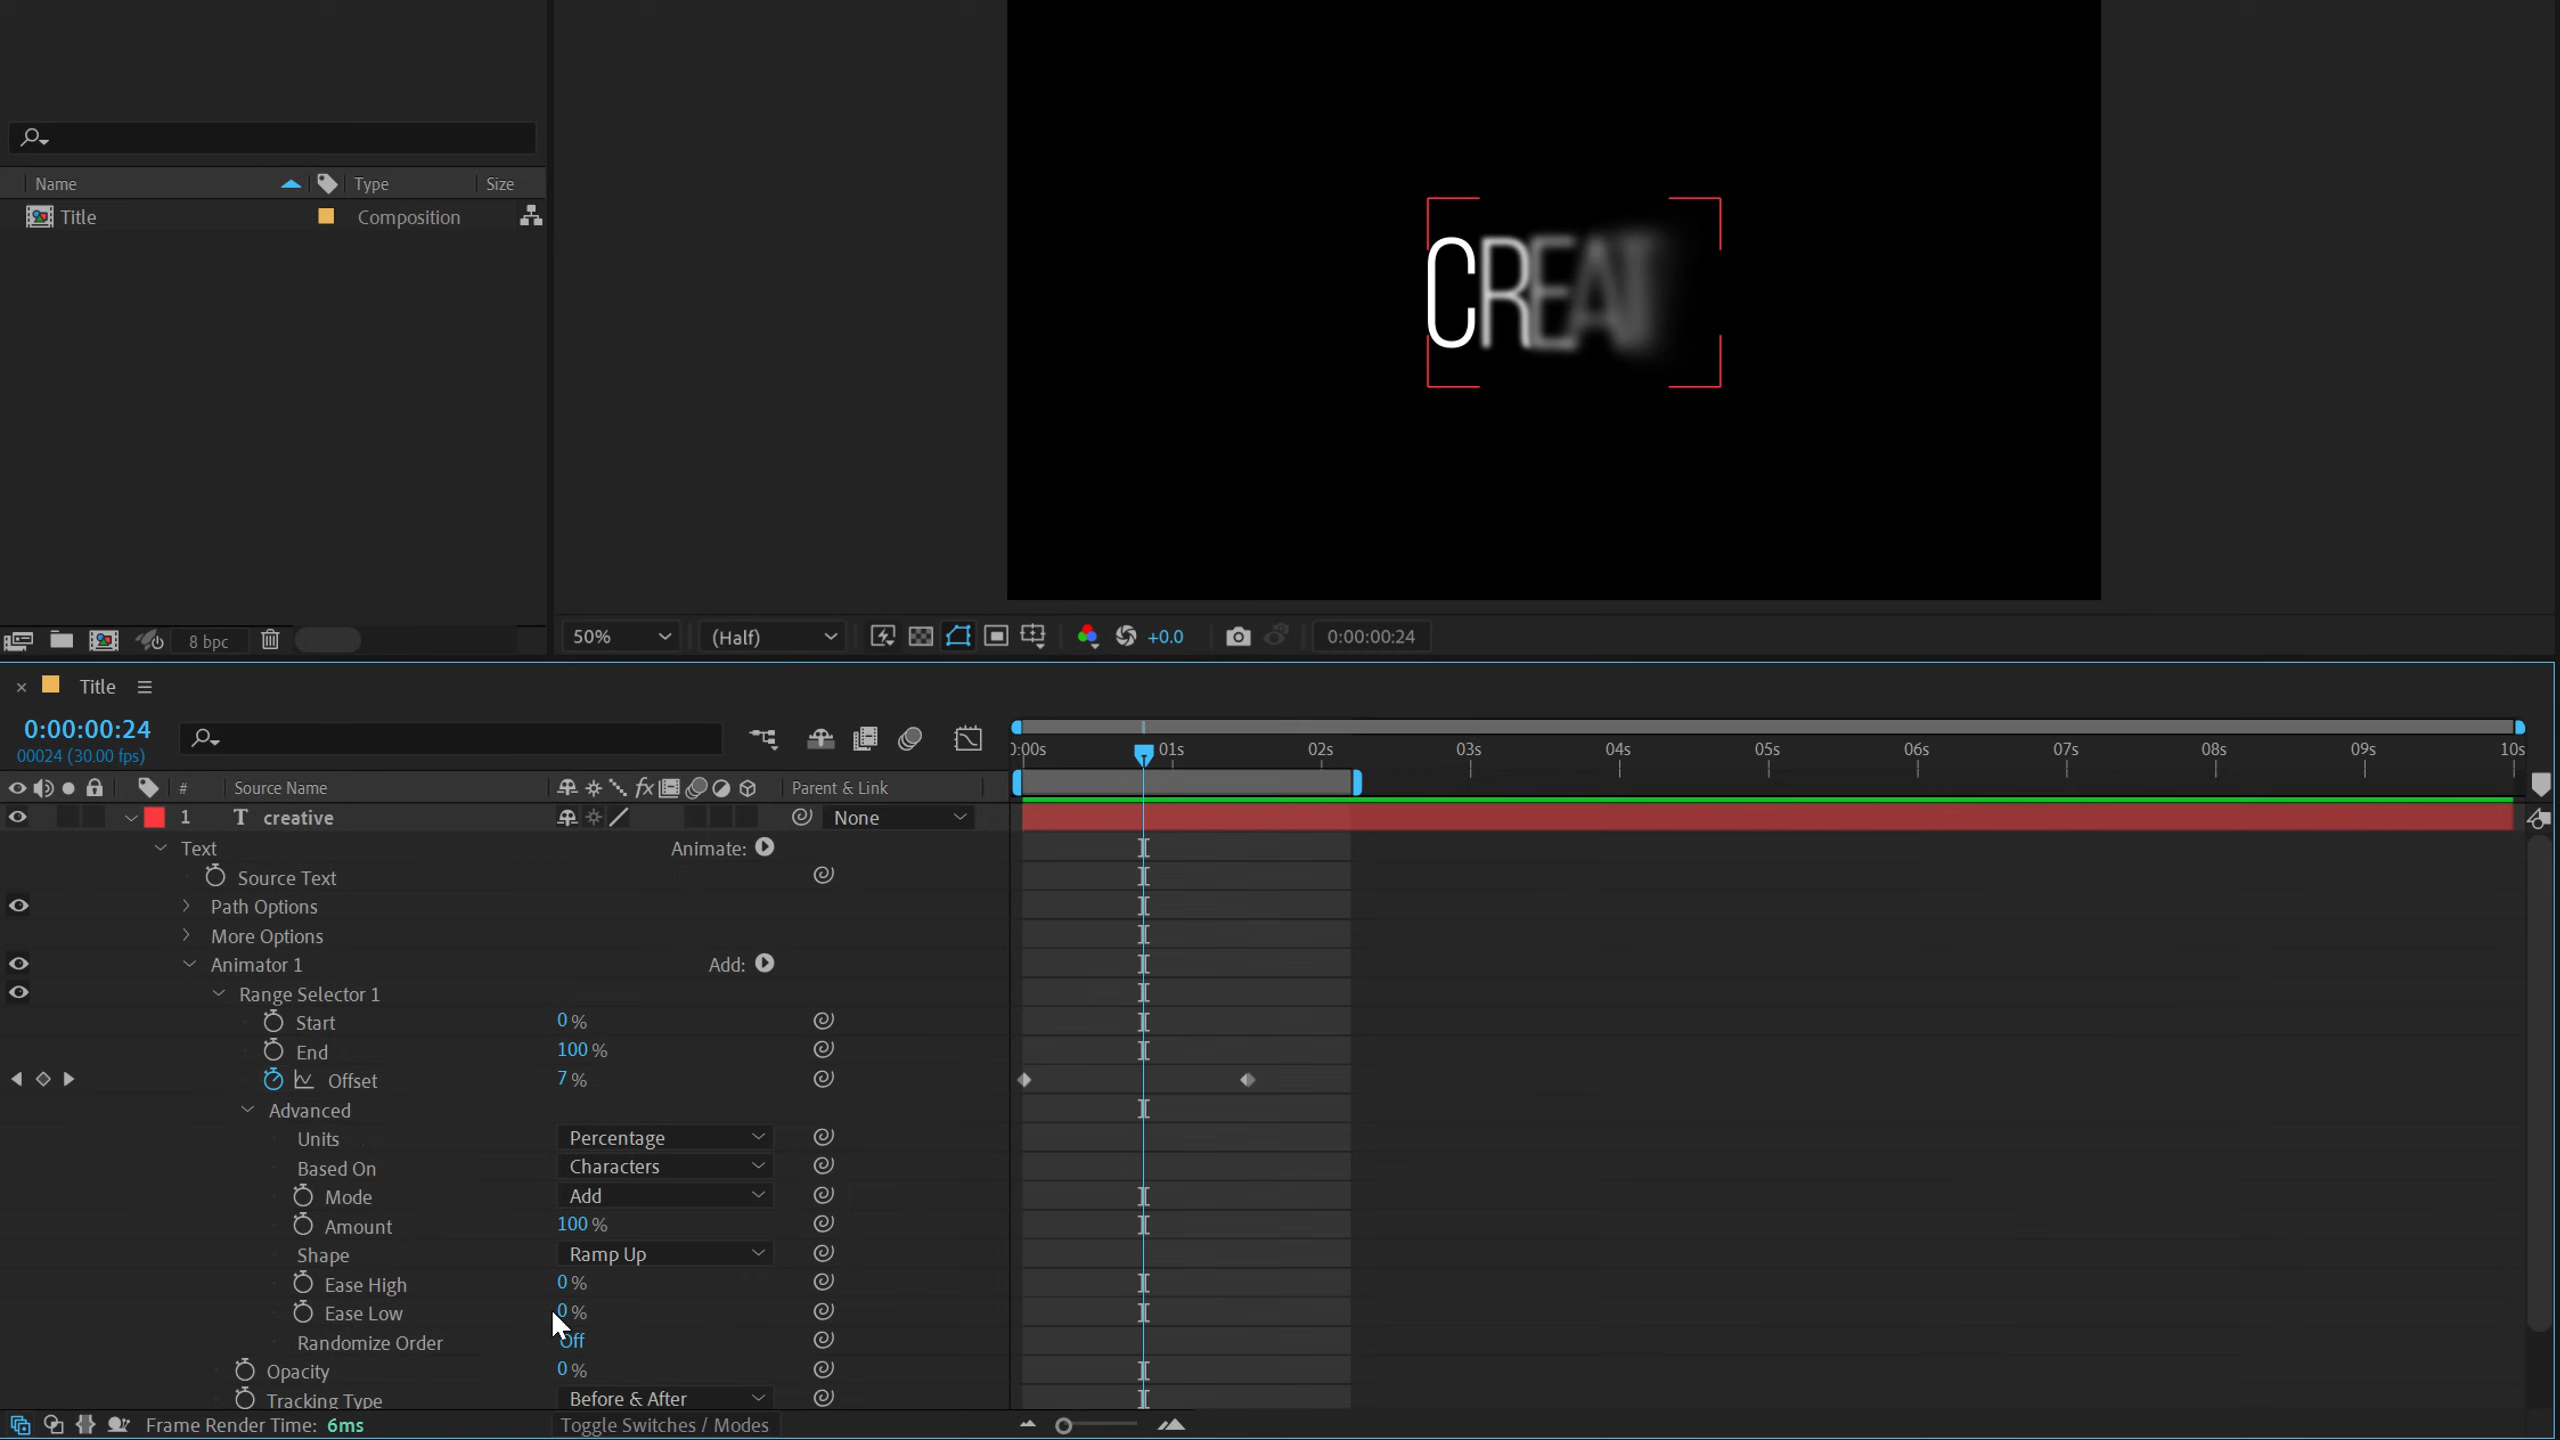 Name Type Size
Title Composition
CREAT
8 bpc
50% (Half) +0.0 0:00:00:24
Title
0:00:00:24
00024 (30.00 fps)
0:00s 01s 02s 03s 04s 05s 06s 07s 08s 09s 10s
# Source Name fx Parent & Link
1 T creative None
Text Animate:
Source Text
Path Options
More Options
Animator 1 Add:
Range Selector 1
Start 0 %
End 100 %
Offset 7 %
Advanced
Units Percentage
Based On Characters
Mode Add
Amount 100 %
Shape Ramp Up
Ease High 0 %
Ease Low 0 %
Randomize Order Off
Opacity 0 %
Tracking Type Before & After
Frame Render Time: 6ms Toggle Switches / Modes